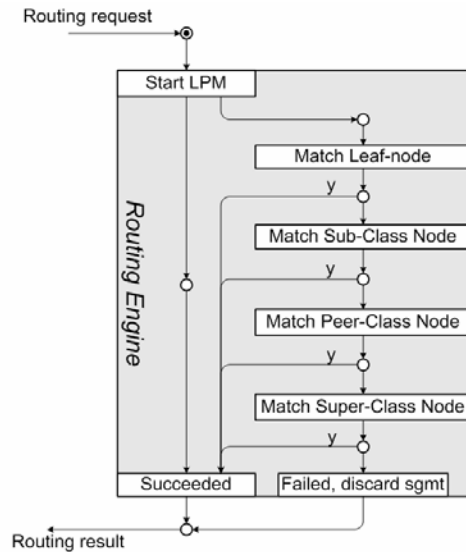 Routing request
Start LPM
Match Leaf-node
y
Match Sub-Class Node
y
Routing Engine
Match Peer-Class Node
y
Match Super-Class Node
y
Succeeded
Failed, discard sgmt
Routing result